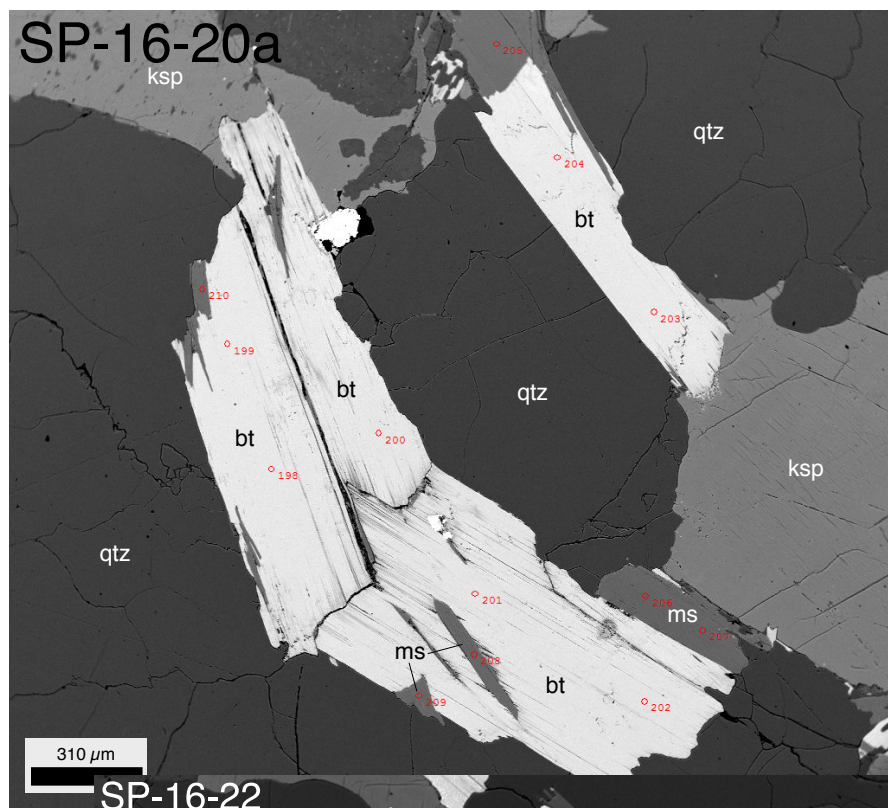 SP-16-20a
205
ksp
qtz
204
bt
210
203
199
bt
qtz
bt
200
ksp
198
qtz
201
206
ms
207
ms
208
bt
209
202
310 µm
SP-16-22